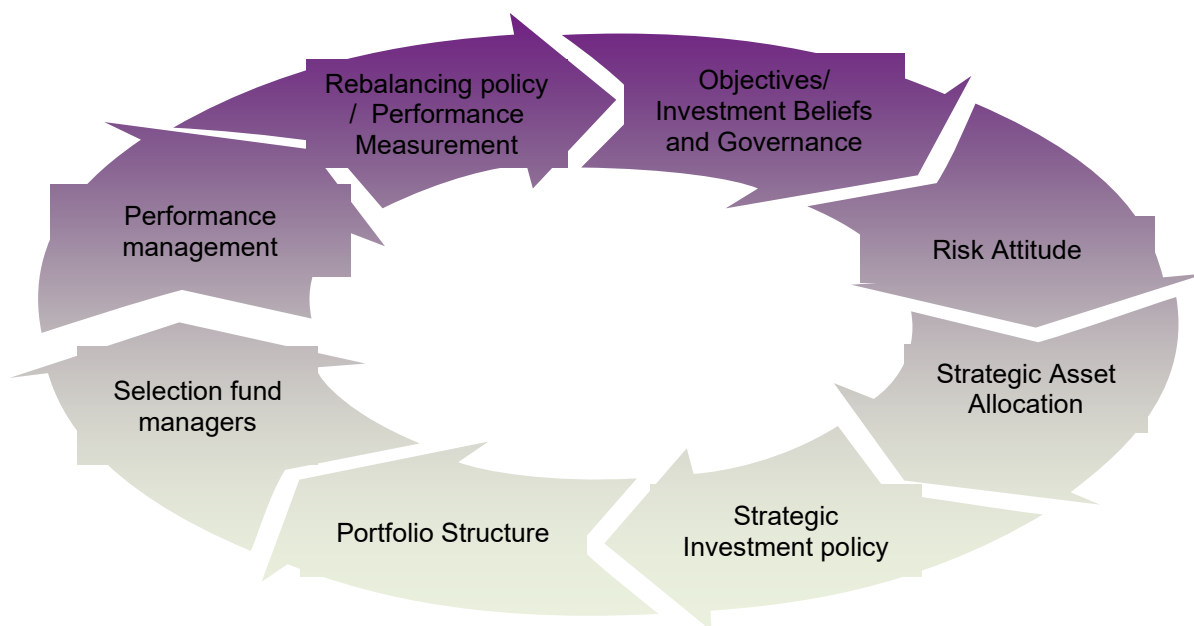 Rebalancing policy
/  Performance
Measurement
Objectives/
Investment Beliefs
and Governance
Performance
management
Risk Attitude
Selection fund
managers
Strategic Asset
Allocation
Portfolio Structure
Strategic
Investment policy